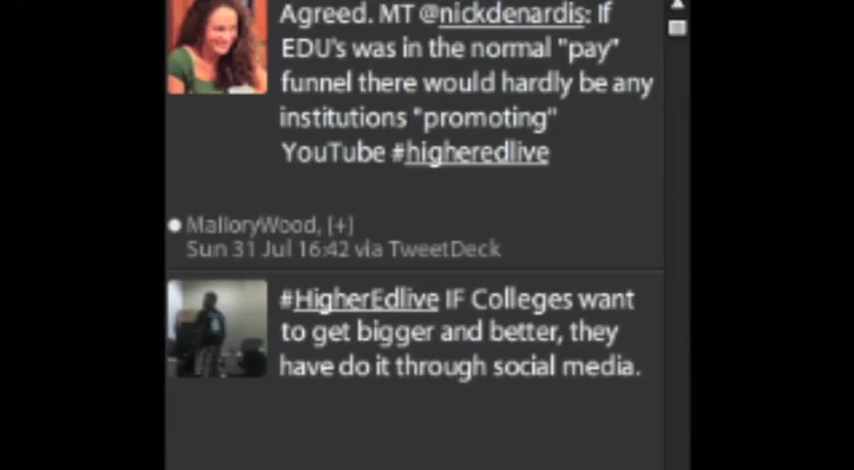 Agreed. MT @nickdenardis: If
EDU's was in the normal "pay"
funnel there would hardly be any
institutions "promoting"
YouTube #higheredlive
MalloryWood, [+]
Sun 31 Jul 16:42 via TweetDeck
#HigherEdlive IF Colleges want
to get bigger and better, they
have do it through social media.